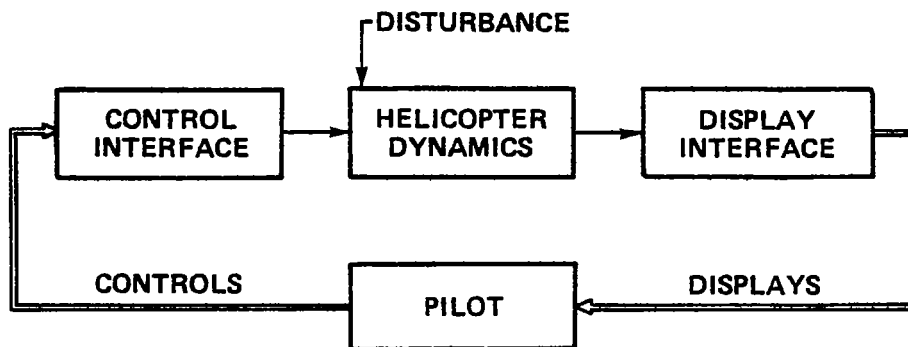 DISTURBANCE
CONTROL
INTERFACE
HELICOPTER
DYNAMICS
DISPLAY
INTERFACE
CONTROLS
PILOT
DISPLAYS